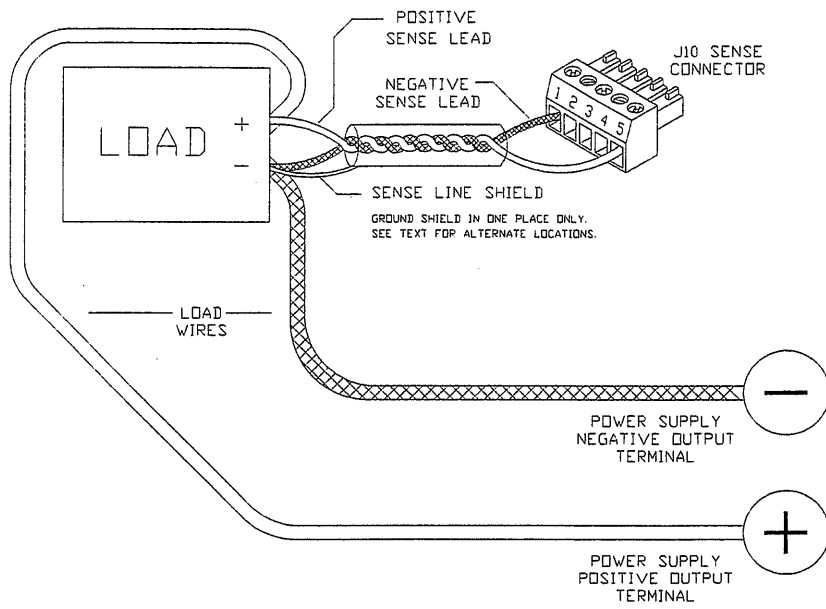 POSITIVE
SENSE LEAD
J10 SENSE
CONNECTOR
NEGATIVE
SENSE LEAD
1 2 3 4 5
LOAD
+
−
SENSE LINE SHIELD
GROUND SHIELD IN ONE PLACE ONLY.
SEE TEXT FOR ALTERNATE LOCATIONS.
LOAD
WIRES
−
POWER SUPPLY
NEGATIVE OUTPUT
TERMINAL
+
POWER SUPPLY
POSITIVE OUTPUT
TERMINAL